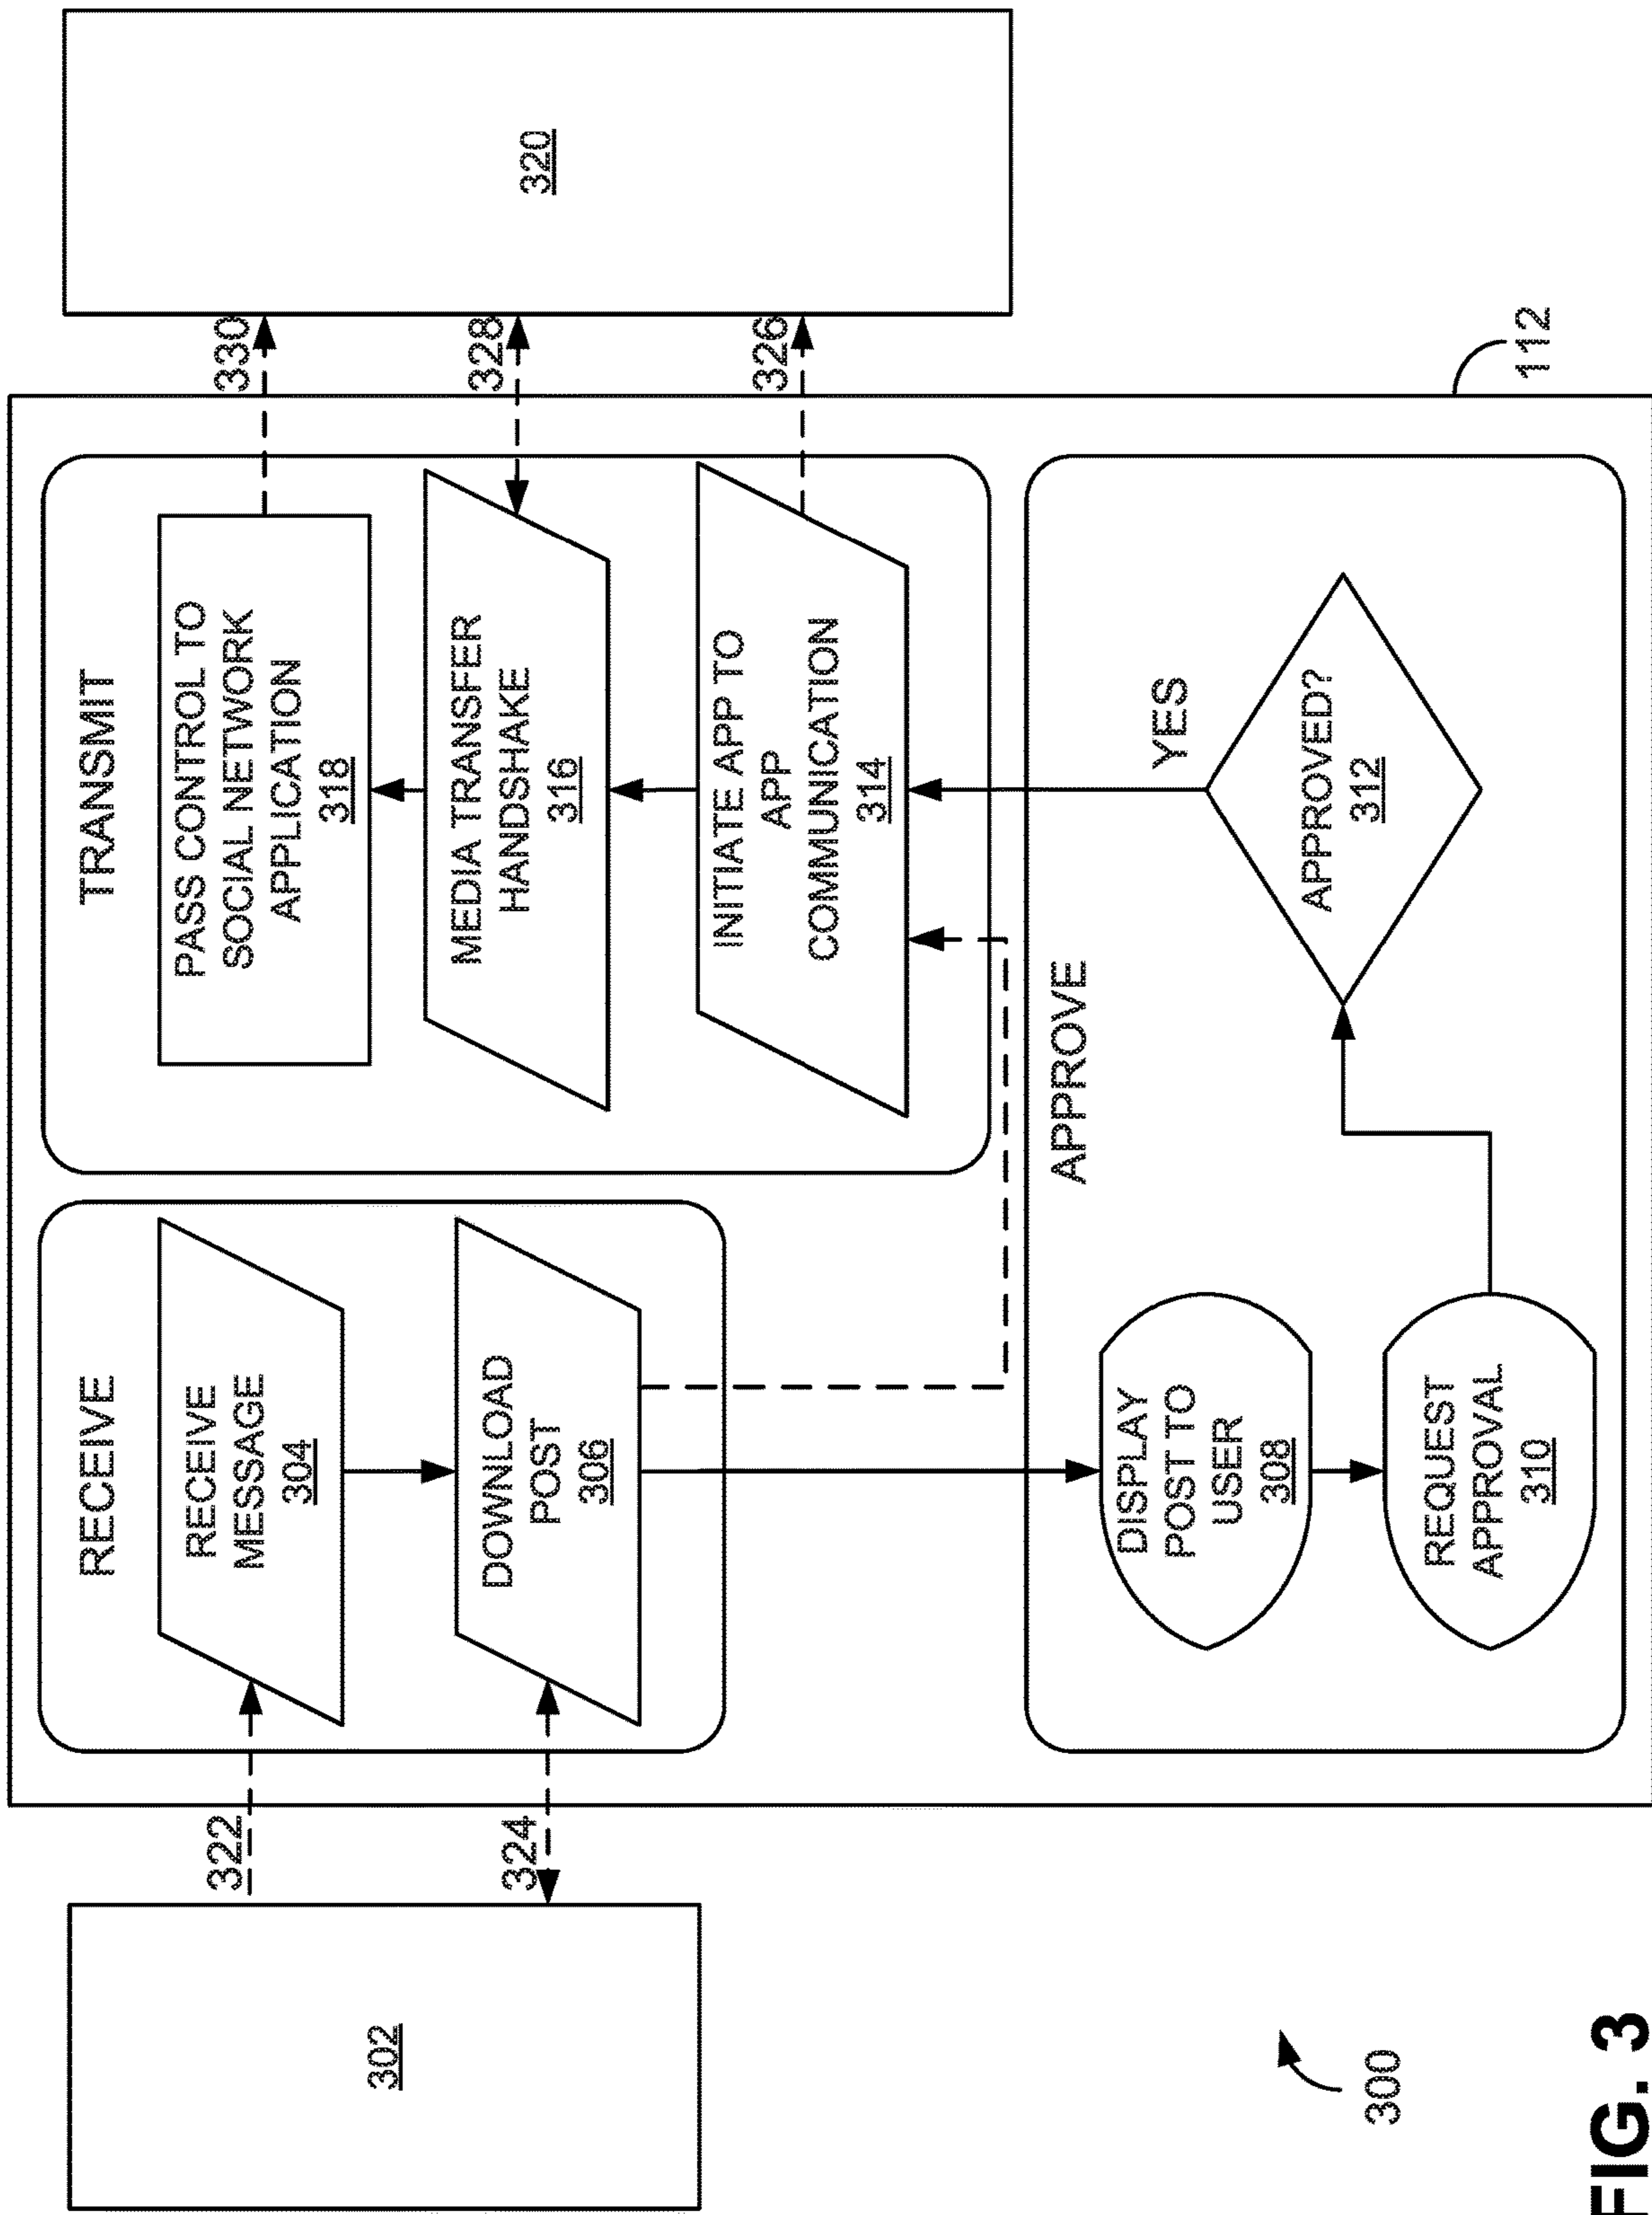 302
322
324
RECEIVE
RECEIVE
MESSAGE
304
DOWNLOAD
POST
306
TRANSMIT
PASS CONTROL TO
SOCIAL NETWORK
APPLICATION
318
MEDIA TRANSFER
HANDSHAKE
316
INITIATE APP TO
APP
COMMUNICATION
314
330
328
326
320
APPROVE
DISPLAY
POST TO
USER
308
REQUEST
APPROVAL
310
APPROVED?
312
YES
112
300
FIG. 3